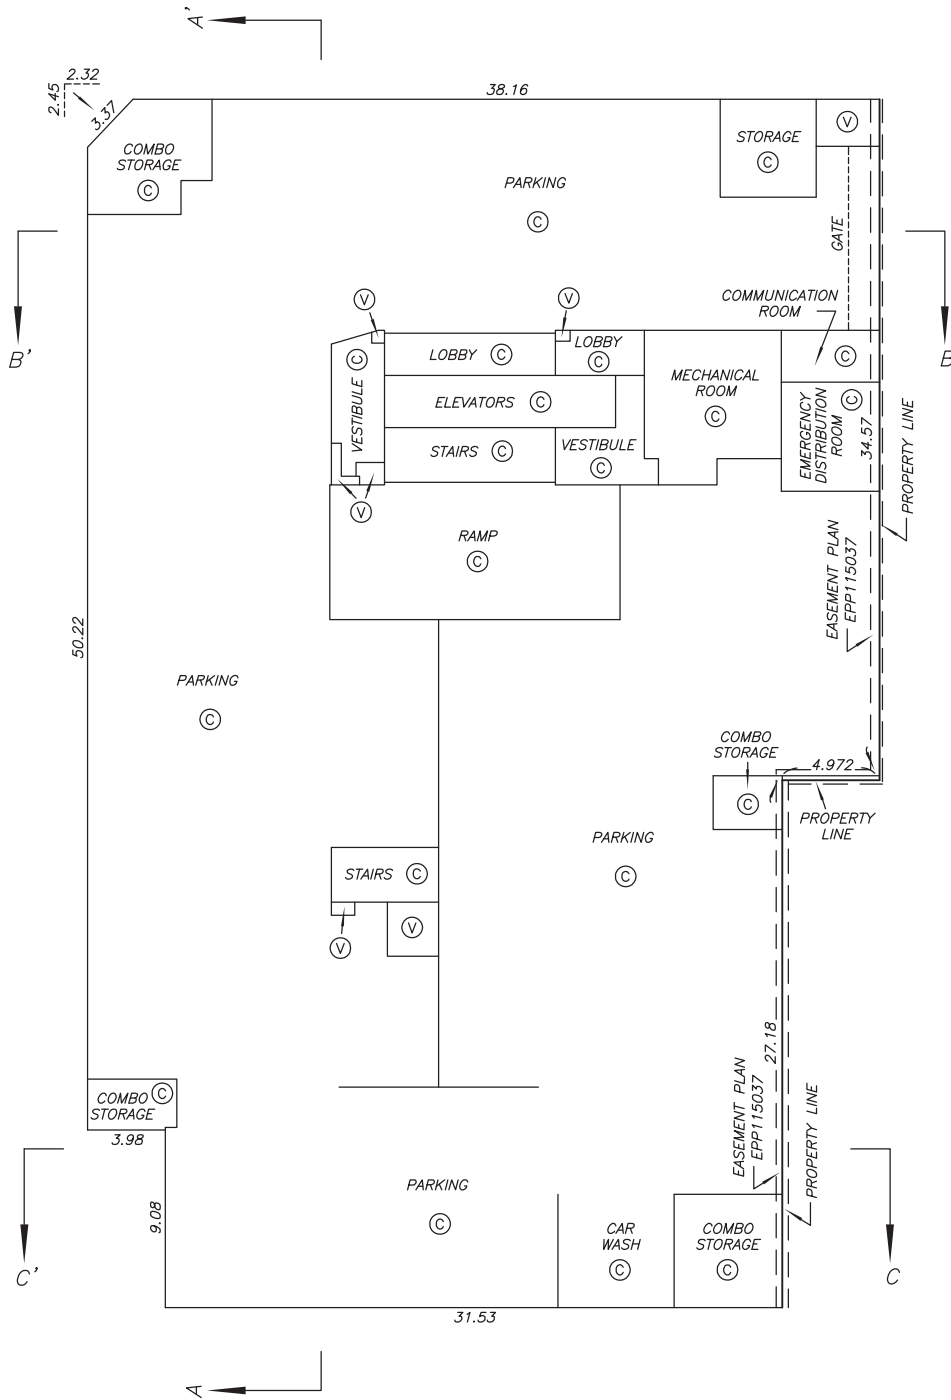 A'
2.32
2.45
3.37
38.16
COMBO
STORAGE
C
STORAGE
C
V
PARKING
C
GATE
B'
B
COMMUNICATION
ROOM
C
V
V
VESTIBULE
C
LOBBY C
LOBBY
C
ELEVATORS C
STAIRS C
VESTIBULE
C
MECHANICAL
ROOM
C
EMERGENCY
DISTRIBUTION
ROOM
C
34.57
PROPERTY LINE
V
RAMP
C
EASEMENT PLAN
EPP115037
50.22
PARKING
C
COMBO
STORAGE
C
4.972
PROPERTY
LINE
PARKING
C
STAIRS C
V
V
27.18
EASEMENT PLAN
EPP115037
PROPERTY LINE
COMBO
STORAGE
C
3.98
9.08
PARKING
C
CAR
WASH
C
COMBO
STORAGE
C
C'
C
31.53
A